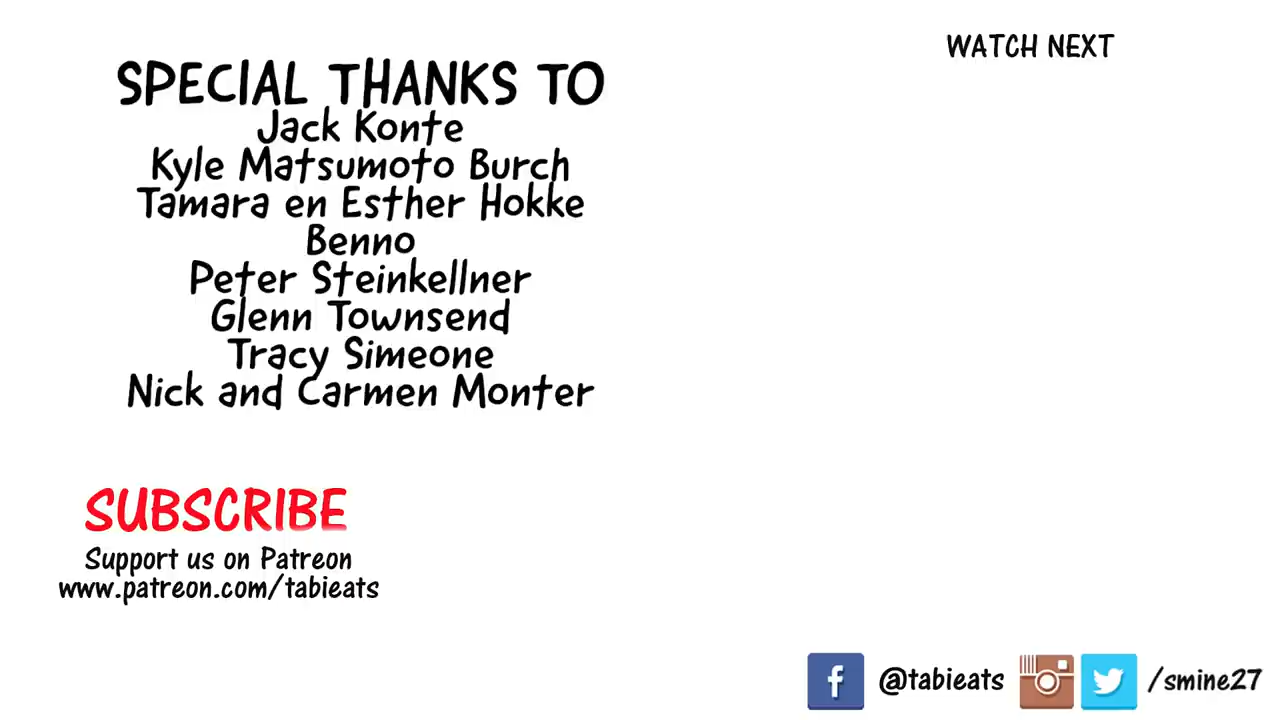 WATCH NEXT
SPECIAL THANKS TO
Jack Konte
Kyle Matsumoto Burch
Tamara en Esther Hokke
Benno
Peter Steinkellner
Glenn Townsend
Tracy Simeone
Nick and Carmen Monter
SUBSCRIBE
Support us on Patreon
www.patreon.com/tabieats
@tabieats
/smine27